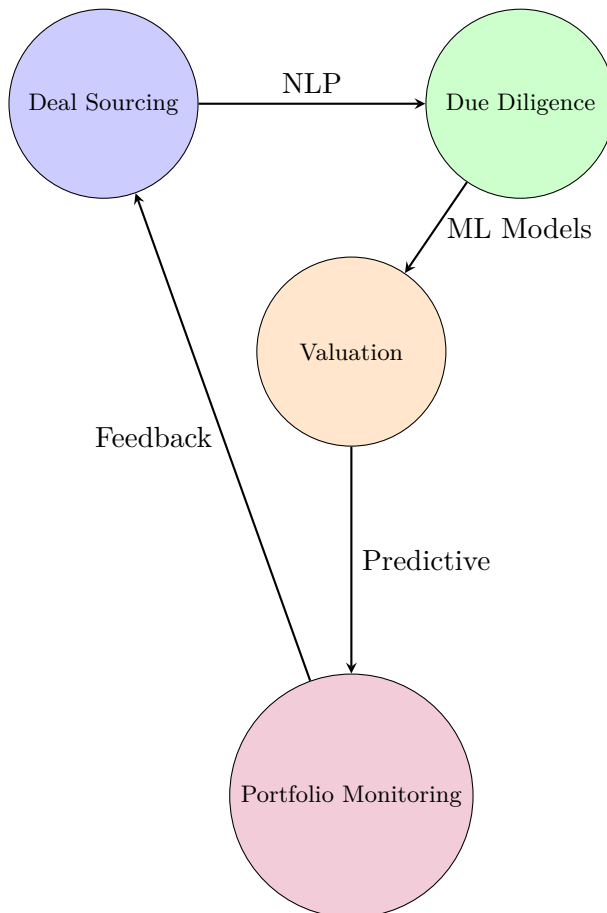 Deal Sourcing
NLP
Due Diligence
ML Models
Valuation
Feedback
Predictive
Portfolio Monitoring